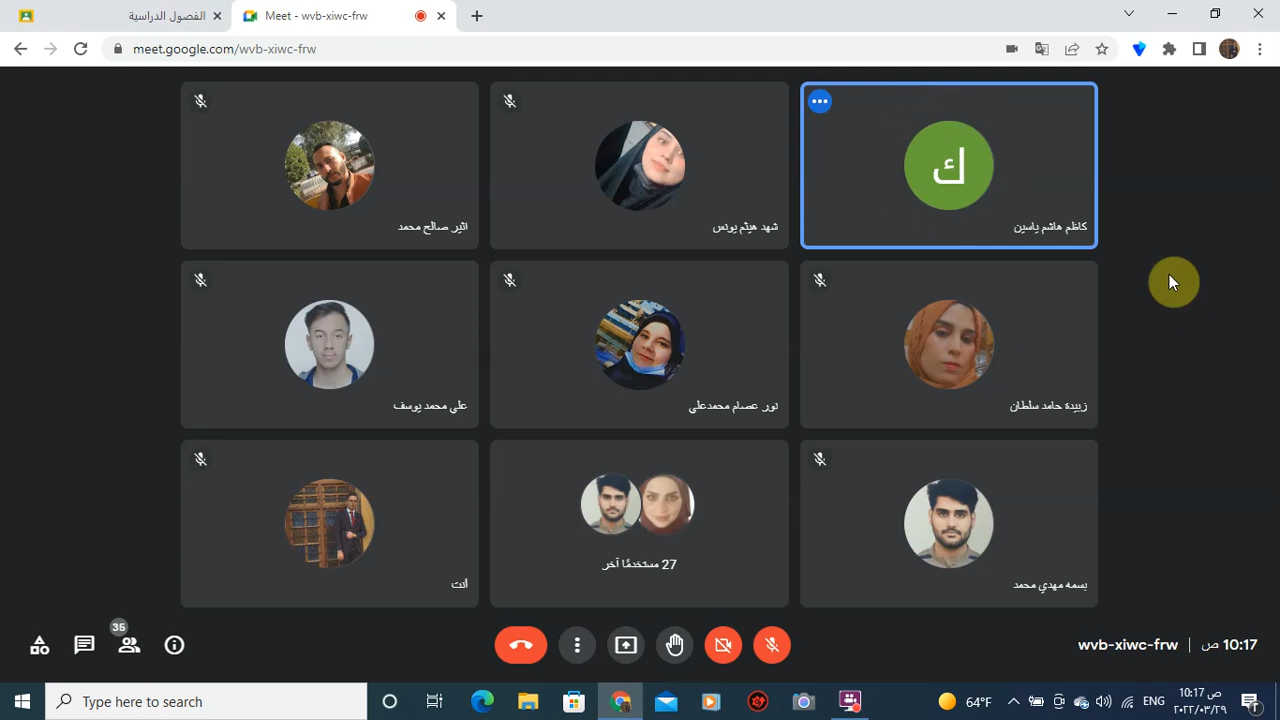 الفصول الدراسية
Meet - wvb-xiwc-frw
meet.google.com/wvb-xiwc-frw
اثير صالح محمد
شهد هيثم يونس
ك
كاظم هاشم ياسين
علي محمد يوسف
نور عصام محمدعلي
زبيدة حامد سلطان
أنت
27 مستخدمًا آخر
بسمه مهدي محمد
35
wvb-xiwc-frw | 10:17 ص
Type here to search
64°F
ENG
10:17 ص
٢٠٢٢/٠٣/٢٩